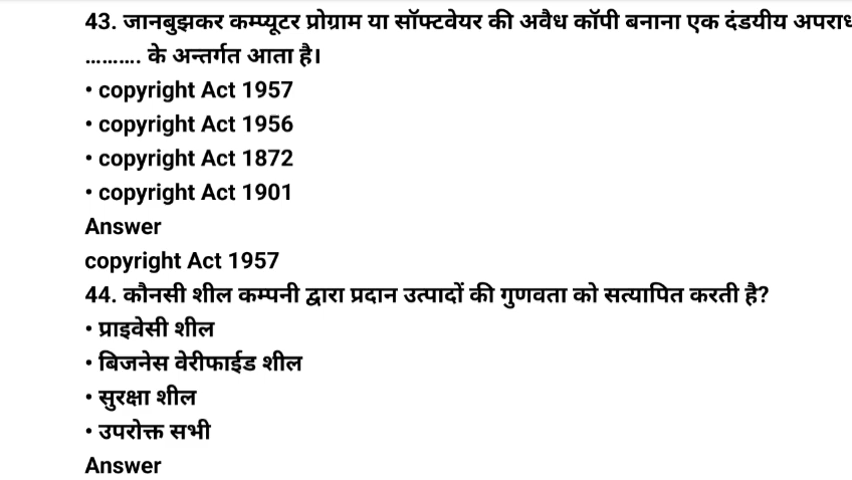 43. जानबुझकर कम्प्यूटर प्रोग्राम या सॉफ्टवेयर की अवैध कॉपी बनाना एक दंडयीय अपराध
.......... के अन्तर्गत आता है।
• copyright Act 1957
• copyright Act 1956
• copyright Act 1872
• copyright Act 1901
Answer
copyright Act 1957
44. कौनसी शील कम्पनी द्वारा प्रदान उत्पादों की गुणवता को सत्यापित करती है?
• प्राइवेसी शील
• बिजनेस वेरीफाईड शील
• सुरक्षा शील
• उपरोक्त सभी
Answer